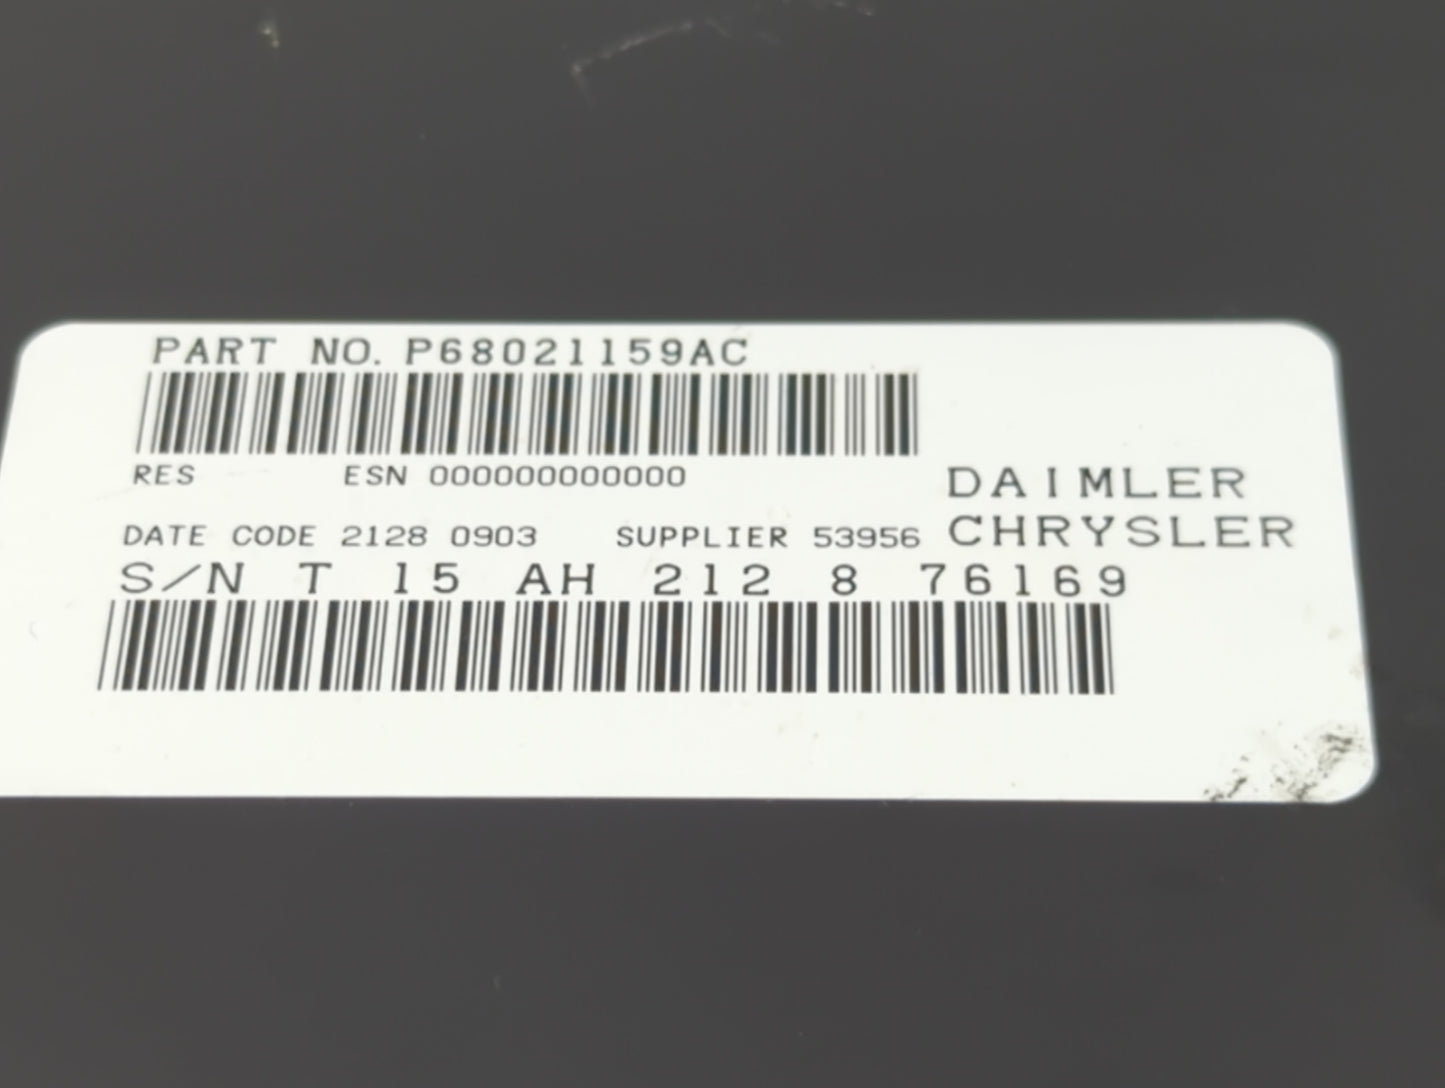 PART NO. P68021159AC
RES ESN 000000000000
DAIMLER
CHRYSLER
DATE CODE 2128 0903 SUPPLIER 53956
S/N T 15 AH 212 8 76169